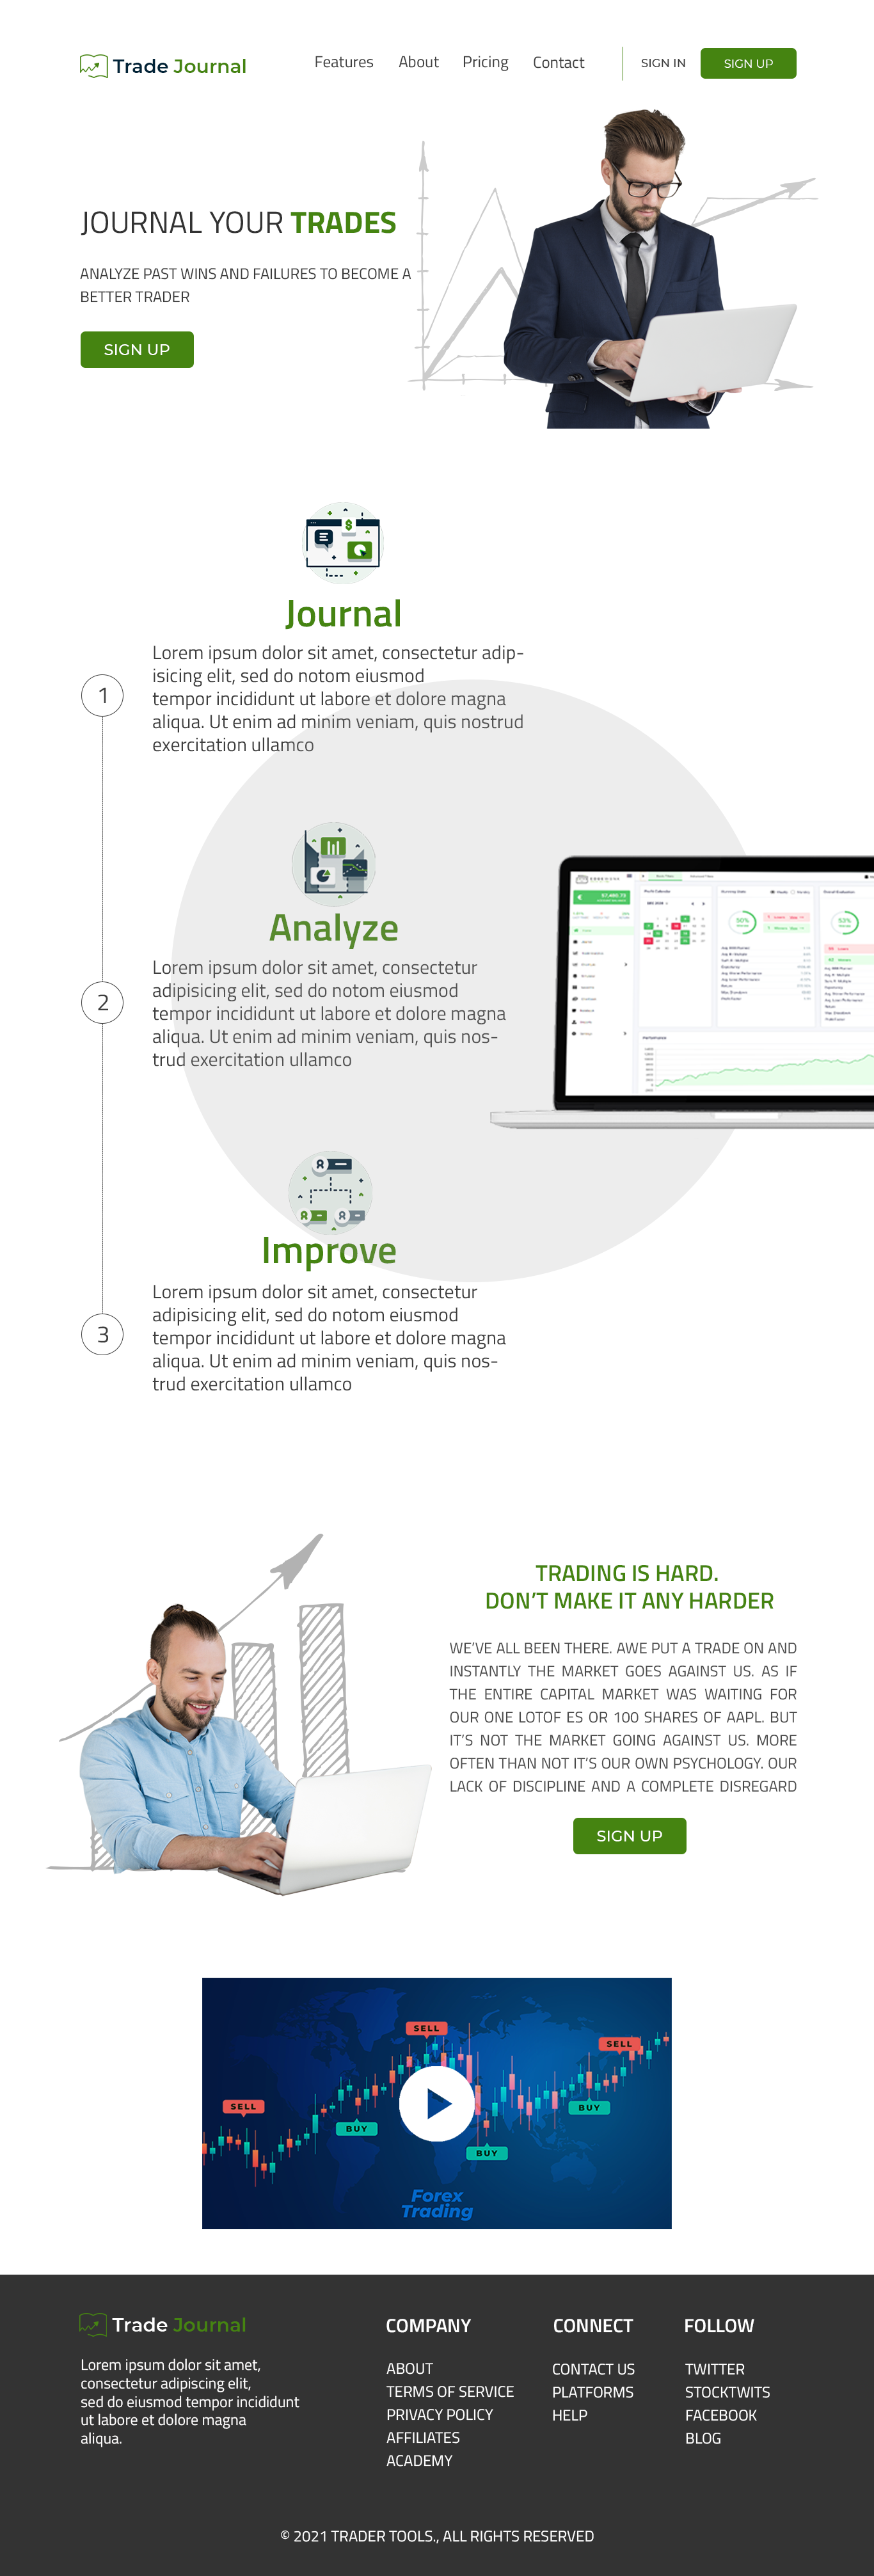 Trade Journal
Features About Pricing Contact SIGN IN SIGN UP
JOURNAL YOUR TRADES
ANALYZE PAST WINS AND FAILURES TO BECOME A
BETTER TRADER
SIGN UP
Journal
Lorem ipsum dolor sit amet, consectetur adip-
isicing elit, sed do notom eiusmod
tempor incididunt ut labore et dolore magna
aliqua. Ut enim ad minim veniam, quis nostrud
exercitation ullamco
1
Analyze
Lorem ipsum dolor sit amet, consectetur
adipisicing elit, sed do notom eiusmod
tempor incididunt ut labore et dolore magna
aliqua. Ut enim ad minim veniam, quis nos-
trud exercitation ullamco
2
50%
53%
Performance
Improve
Lorem ipsum dolor sit amet, consectetur
adipisicing elit, sed do notom eiusmod
tempor incididunt ut labore et dolore magna
aliqua. Ut enim ad minim veniam, quis nos-
trud exercitation ullamco
3
TRADING IS HARD.
DON'T MAKE IT ANY HARDER
WE'VE ALL BEEN THERE. AWE PUT A TRADE ON AND
INSTANTLY THE MARKET GOES AGAINST US. AS IF
THE ENTIRE CAPITAL MARKET WAS WAITING FOR
OUR ONE LOTOF ES OR 100 SHARES OF AAPL. BUT
IT'S NOT THE MARKET GOING AGAINST US. MORE
OFTEN THAN NOT IT'S OUR OWN PSYCHOLOGY. OUR
LACK OF DISCIPLINE AND A COMPLETE DISREGARD
SIGN UP
SELL
SELL
SELL
BUY
BUY
BUY
Forex
Trading
Trade Journal
Lorem ipsum dolor sit amet,
consectetur adipiscing elit,
sed do eiusmod tempor incididunt
ut labore et dolore magna
aliqua.
COMPANY
ABOUT
TERMS OF SERVICE
PRIVACY POLICY
AFFILIATES
ACADEMY
CONNECT
CONTACT US
PLATFORMS
HELP
FOLLOW
TWITTER
STOCKTWITS
FACEBOOK
BLOG
© 2021 TRADER TOOLS., ALL RIGHTS RESERVED